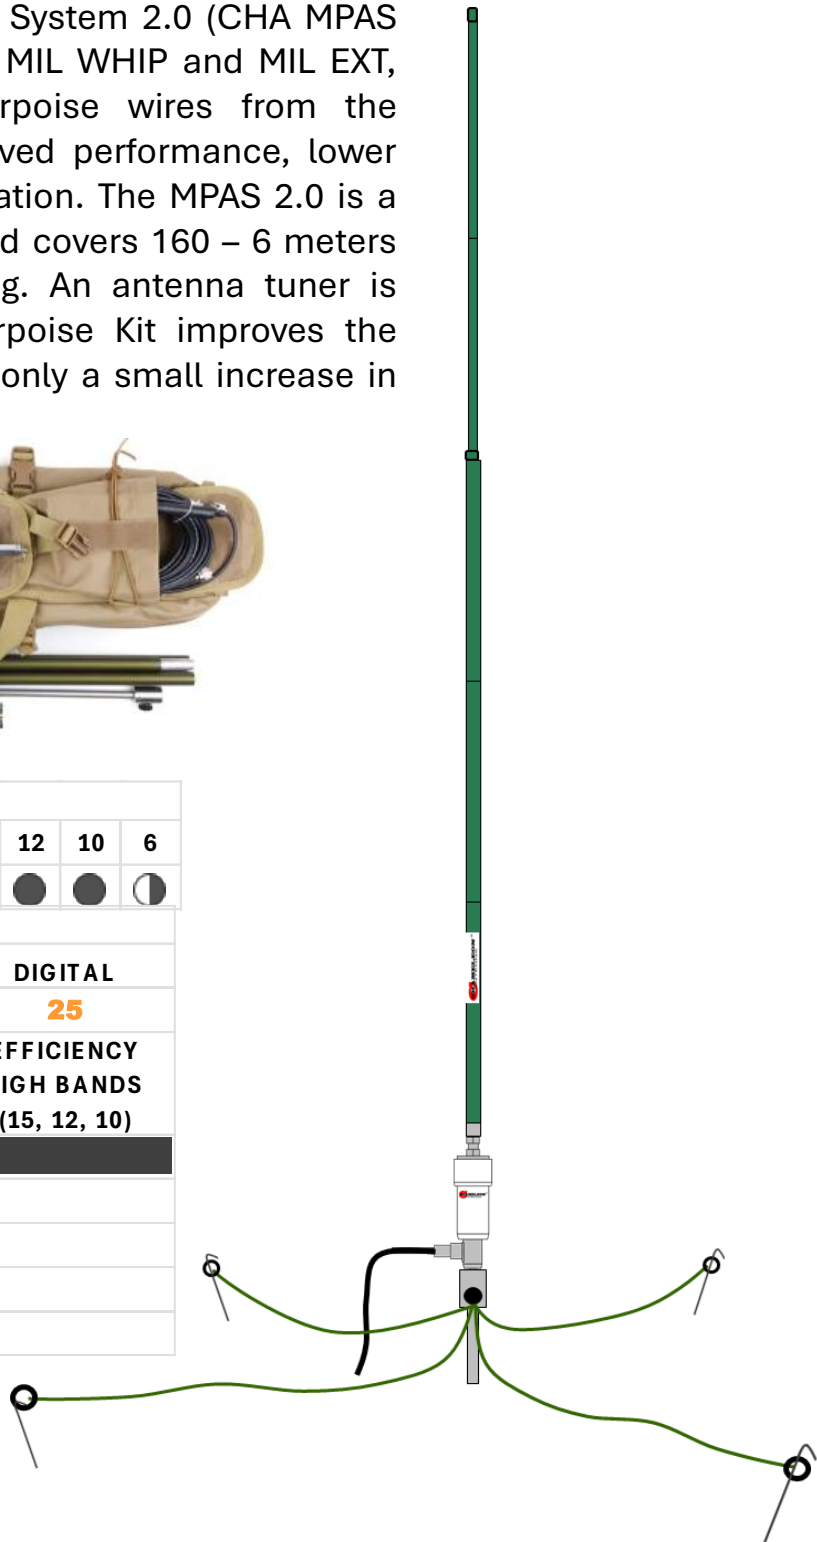 System 2.0 (CHA MPAS
MIL WHIP and MIL EXT,
rpoise wires from the
ved performance, lower
ation. The MPAS 2.0 is a
d covers 160 – 6 meters
g. An antenna tuner is
rpoise Kit improves the
only a small increase in
12 10 6
DIGITAL
25
EFFICIENCY
IGH BANDS
(15, 12, 10)